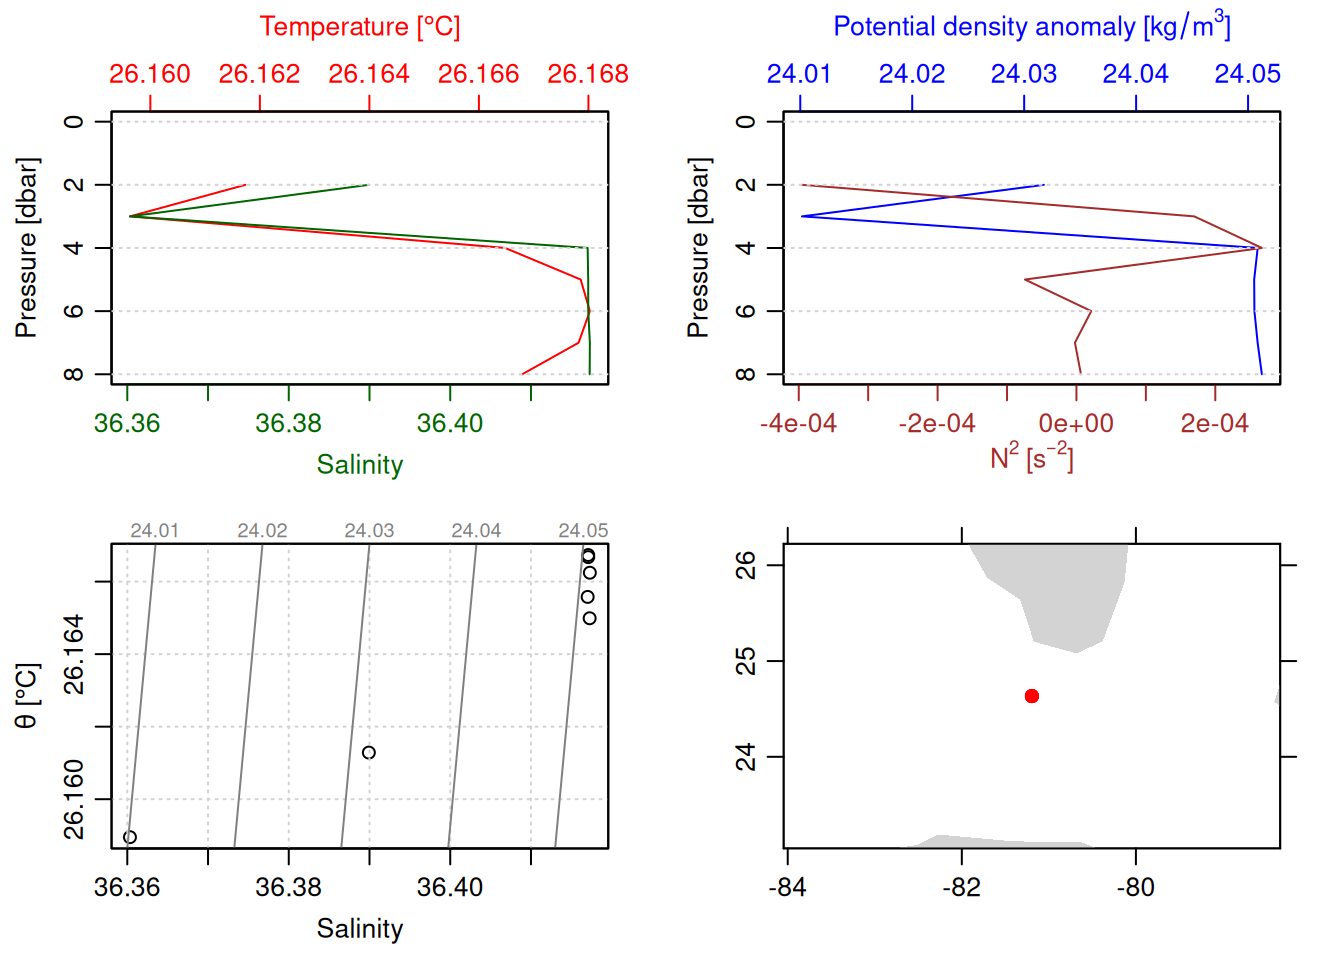 Temperature [°C]
26.160 26.162 26.164 26.166 26.168
0
2
4
6
8
Pressure [dbar]
36.36 36.38 36.40
Salinity
Potential density anomaly [kg/m³]
24.01 24.02 24.03 24.04 24.05
0
2
4
6
8
Pressure [dbar]
-4e-04 -2e-04 0e+00 2e-04
N² [s⁻²]
24.01 24.02 24.03 24.04 24.05
26.164
26.160
θ [°C]
36.36 36.38 36.40
Salinity
26
25
24
-84 -82 -80